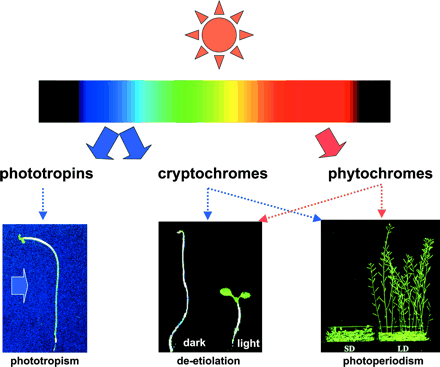 phototropins cryptochromes phytochromes
dark light
SD LD
phototropism de-etiolation photoperiodism